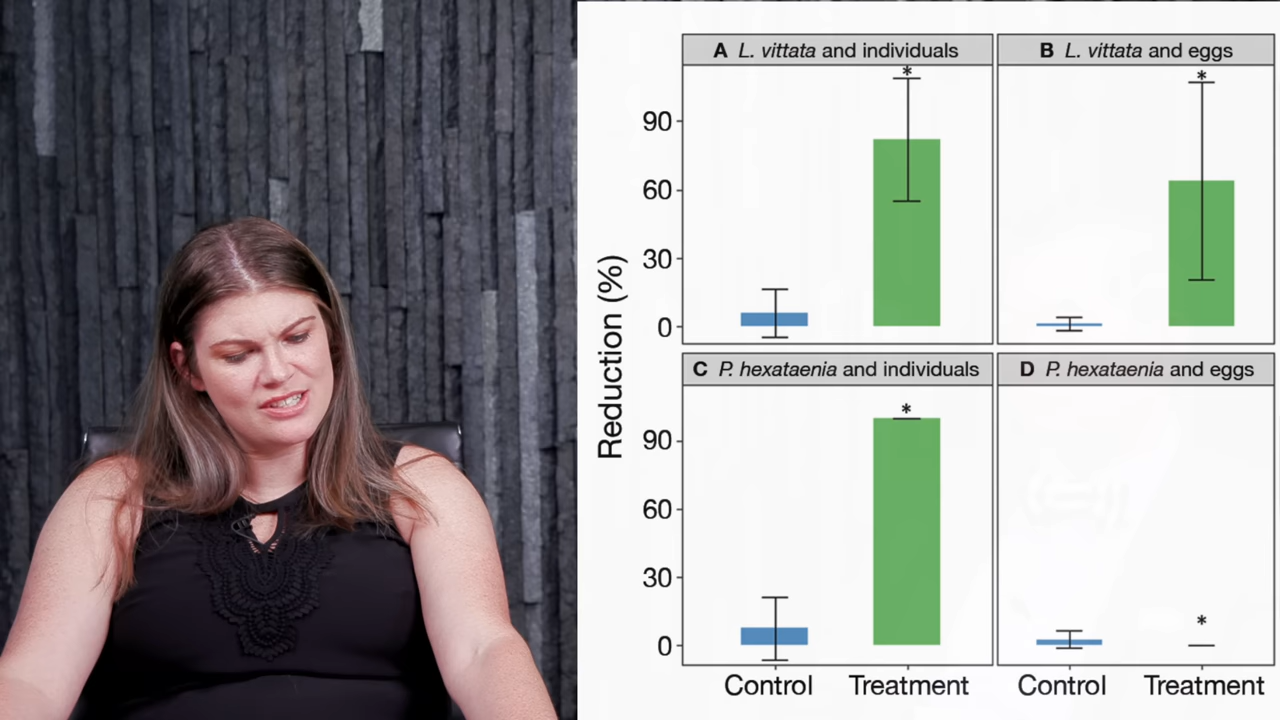 A L. vittata and individuals
B L. vittata and eggs
Reduction (%)
90
60
30
0
*
*
C P. hexataenia and individuals
D P. hexataenia and eggs
90
60
30
0
*
*
Control Treatment Control Treatment